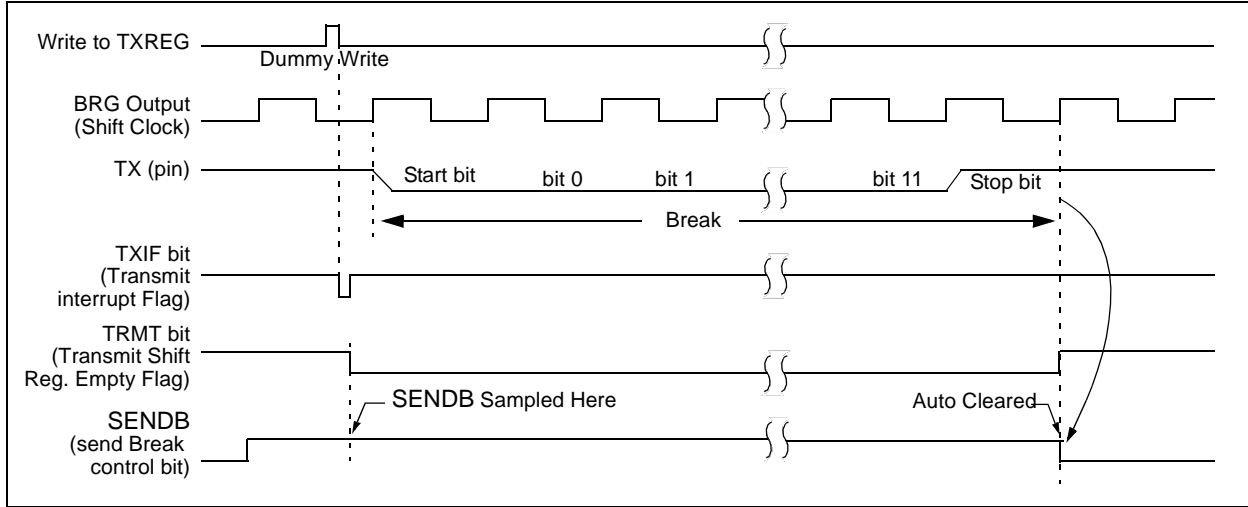 Write to TXREG
Dummy Write
BRG Output
(Shift Clock)
TX (pin)
Start bit
bit 0
bit 1
bit 11
Stop bit
Break
TXIF bit
(Transmit
interrupt Flag)
TRMT bit
(Transmit Shift
Reg. Empty Flag)
SENDB Sampled Here
Auto Cleared
SENDB
(send Break
control bit)